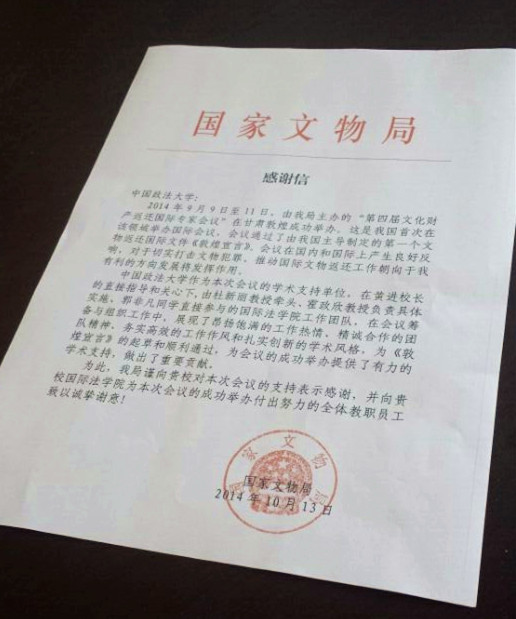 国家文物局
感谢信
中国政法大学：
2014年9月9日至11日，由我局主办的“第四届文化财
产返还国际专家会议”在甘肃敦煌成功举办。这是我国首次在
该领域举办国际会议，会议通过了由我国主导制定的第一个文
物返还国际文件《敦煌宣言》。会议在国内和国际上产生良好反
响，对于切实打击文物犯罪、推动国际文物返还工作朝向于我
有利的方向发展将发挥作用。
中国政法大学作为本次会议的学术支持单位，在黄进校长
的直接指导和关心下，由杜新丽教授牵头、霍政欣教授负责具体
实施、郭非凡同学直接参与的国际法学院工作团队，在会议筹
备与组织工作中，展现了昂扬饱满的工作热情、精诚合作的团
队精神、务实高效的工作作风和扎实创新的学术风格，为《敦
煌宣言》的起草和顺利通过，为会议的成功举办提供了有力的
学术支持，做出了重要贡献。
为此，我局谨向贵校对本次会议的支持表示感谢，并向贵
校国际法学院为本次会议的成功举办付出努力的全体教职员工
致以诚挚谢意！
国家文物局
国家文物局
2014年10月13日